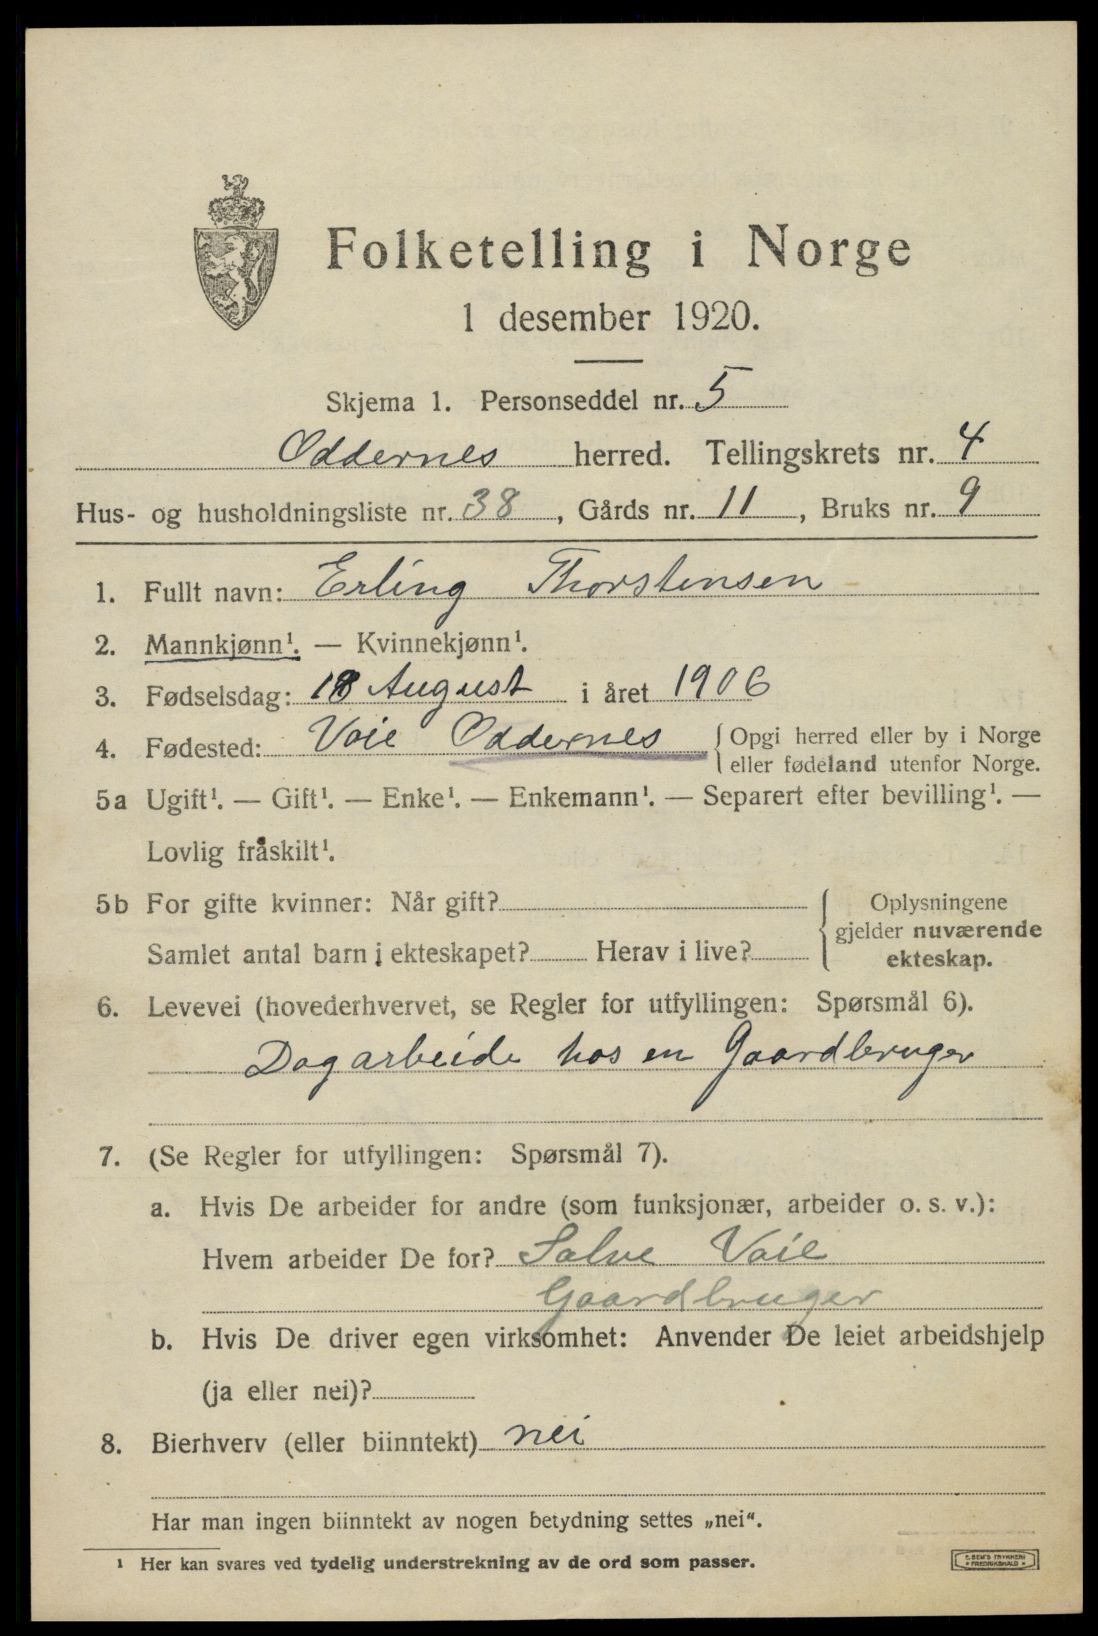 Folketelling i Norge
1 desember 1920.
Skjema 1. Personseddel nr. 5
Oddernes herred. Tellingskrets nr. 4
Hus- og husholdningsliste nr. 38, Gårds nr. 11, Bruks nr. 9
1. Fullt navn: Erling Thorstensen
2. Mannkjønn¹. — Kvinnekjønn¹.
3. Fødselsdag: 18 August i året 1906
4. Fødested: Voie Oddernes { Opgi herred eller by i Norge
eller fødeland utenfor Norge.
5a Ugift¹. — Gift¹. — Enke¹. — Enkemann¹. — Separert efter bevilling¹. —
Lovlig fråskilt¹.
5b For gifte kvinner: Når gift?
Samlet antal barn i ekteskapet? Herav i live?
{ Oplysningene
gjelder nuværende
ekteskap.
6. Levevei (hovederhvervet, se Regler for utfyllingen: Spørsmål 6).
Dagarbeide hos en Gaardbruger
7. (Se Regler for utfyllingen: Spørsmål 7).
a. Hvis De arbeider for andre (som funksjonær, arbeider o. s. v.):
Hvem arbeider De for? Salve Voie
Gaardbruger
b. Hvis De driver egen virksomhet: Anvender De leiet arbeidshjelp
(ja eller nei)?
8. Bierhverv (eller biinntekt) nei
Har man ingen biinntekt av nogen betydning settes „nei“.
¹ Her kan svares ved tydelig understrekning av de ord som passer.
E. SEM'S TRYKKERI
* FREDRIKSHALD *